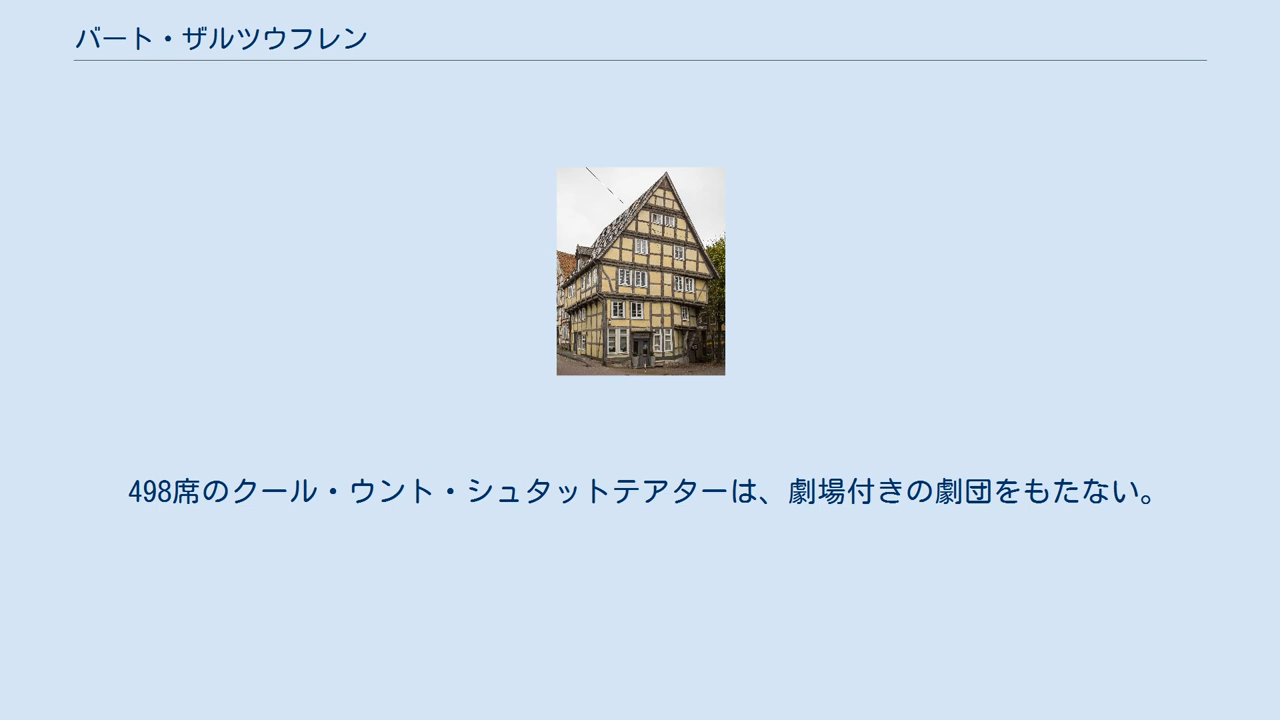 バート・ザルツウフレン
498席のクール・ウント・シュタットテアターは、劇場付きの劇団をもたない。